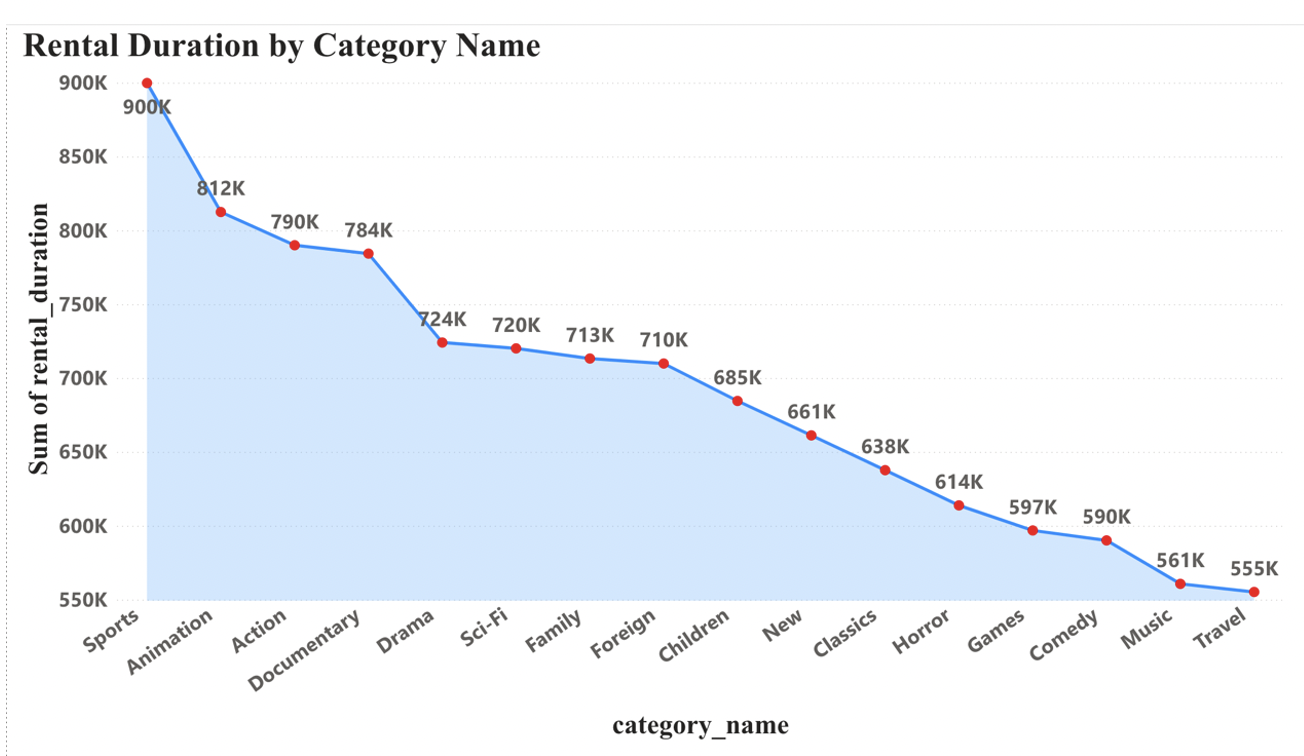 Rental Duration by Category Name
900K
850K
800K
750K
700K
650K
600K
550K
Sum of rental_duration
900K
812K
790K
784K
724K
720K
713K
710K
685K
661K
638K
614K
597K
590K
561K
555K
Sports
Animation
Action
Documentary
Drama
Sci-Fi
Family
Foreign
Children
New
Classics
Horror
Games
Comedy
Music
Travel
category_name